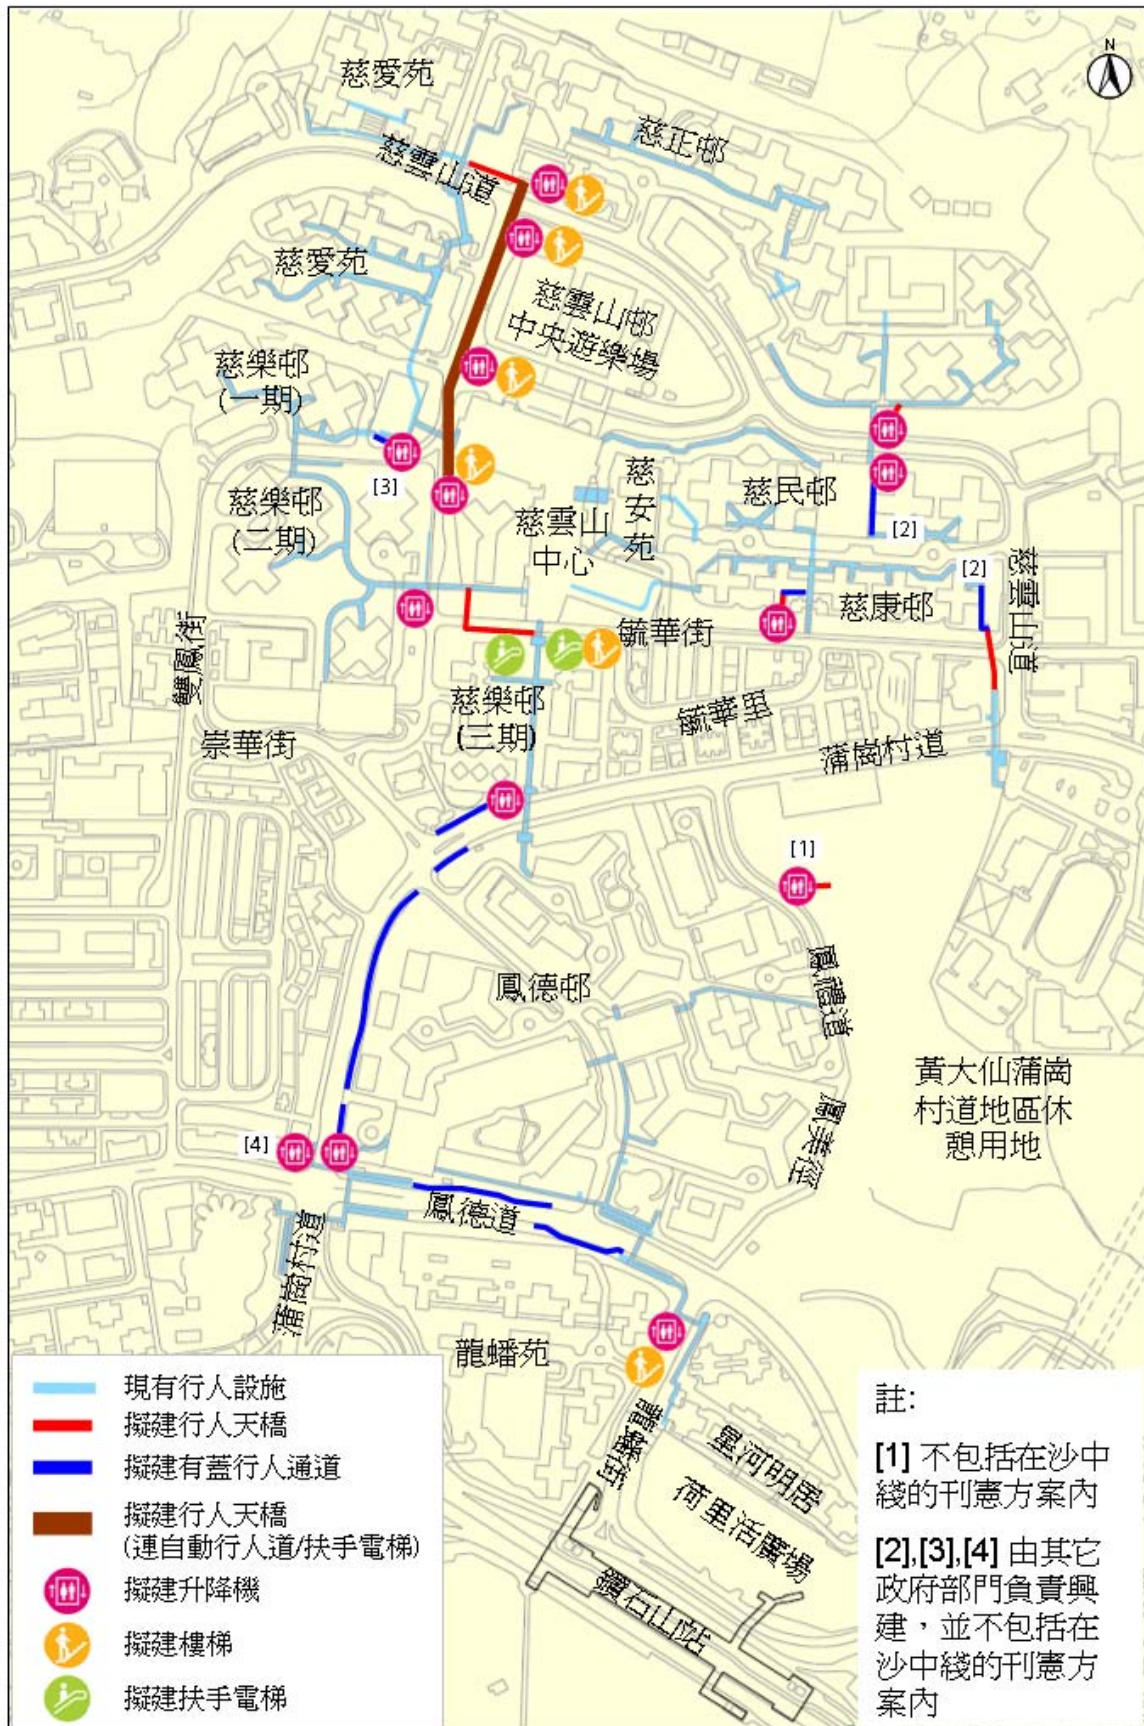 N
慈愛苑
慈正邨
慈雲山道
慈愛苑
慈雲山邨
中央遊樂場
慈樂邨
(一期)
[3]
慈樂邨
(二期)
慈雲山
中心
慈安苑
慈民邨
[2]
[2]
慈雲山道
慈康邨
毓華街
雙鳳街
慈樂邨
(三期)
毓華里
崇華街
蒲崗村道
[1]
鳳德邨
鳳禮道
黃大仙蒲崗
村道地區休
憩用地
鳳美徑
[4]
鳳德道
蒲崗村道
龍蟠苑
龍蟠街
星河明居
荷里活廣場
鑽石山站
現有行人設施
擬建行人天橋
擬建有蓋行人通道
擬建行人天橋
(連自動行人道/扶手電梯)
擬建升降機
擬建樓梯
擬建扶手電梯
註:
[1] 不包括在沙中
綫的刊憲方案內
[2],[3],[4] 由其它
政府部門負責興
建，並不包括在
沙中綫的刊憲方
案內